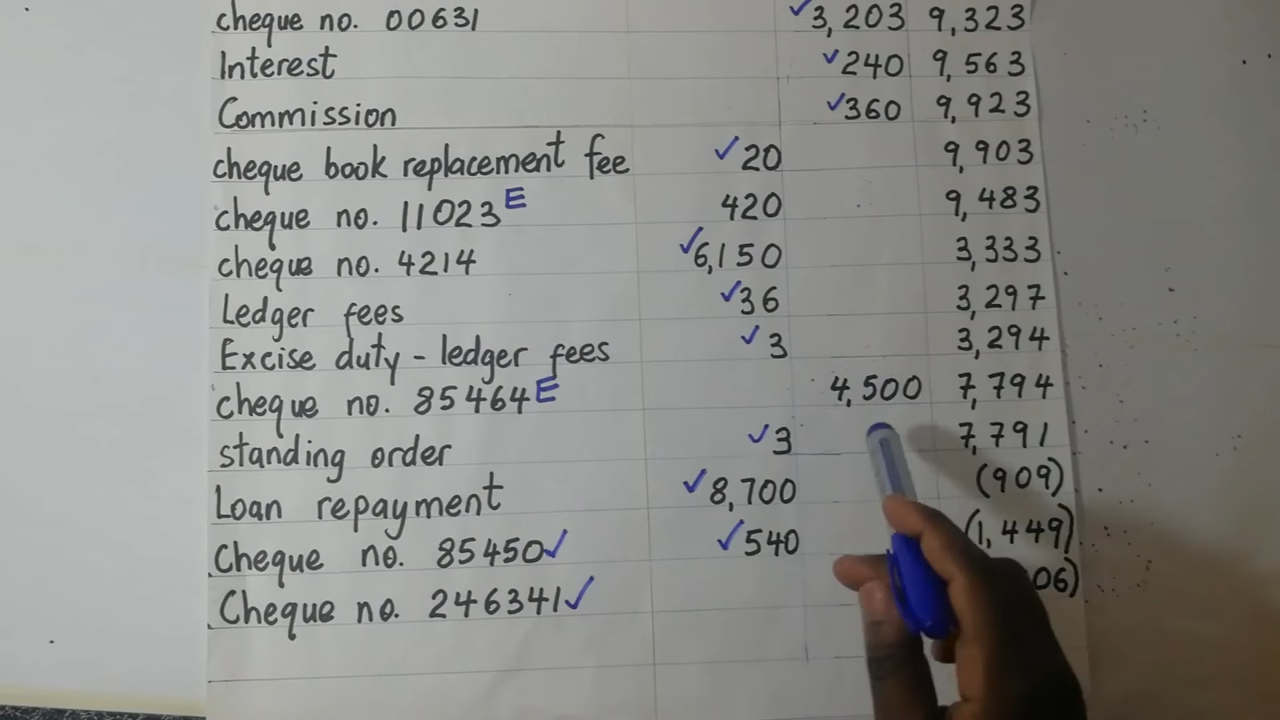 cheque no. 00631 ✓3,203 9,323
Interest ✓240 9,563
Commission ✓360 9,923
cheque book replacement fee ✓20 9,903
cheque no. 11023 E 420 9,483
cheque no. 4214 ✓6,150 3,333
Ledger fees ✓36 3,297
Excise duty - ledger fees ✓3 3,294
cheque no. 85464 E 4,500 7,794
standing order ✓3 7,791
Loan repayment ✓8,700 (909)
Cheque no. 85450✓ ✓540 (1,449)
Cheque no. 246341✓ 06)